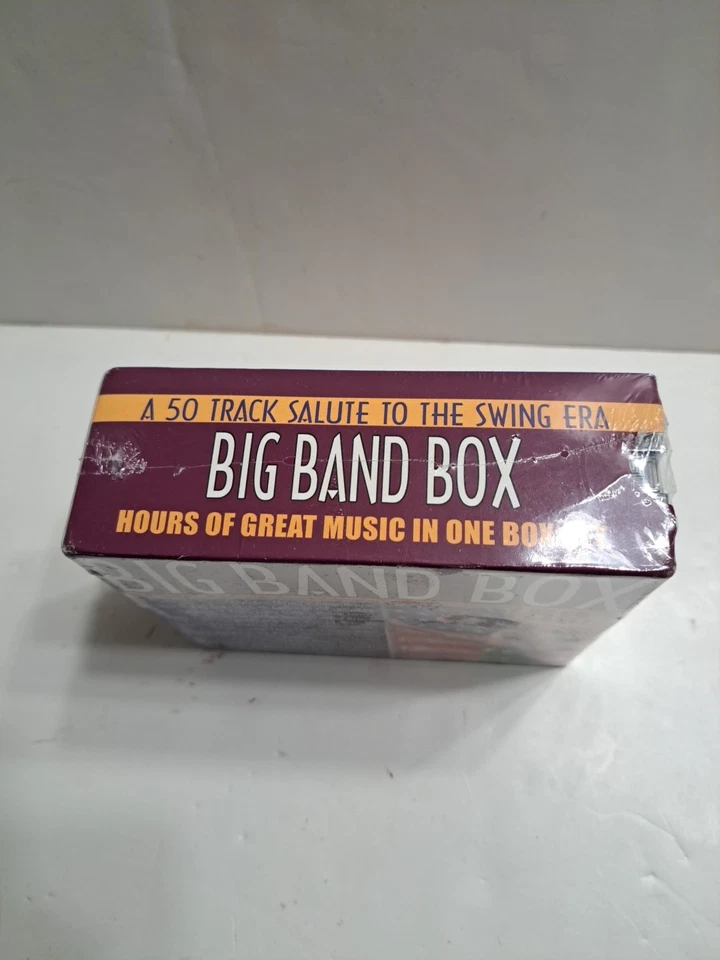 A 50 TRACK SALUTE TO THE SWING ERA
BIG BAND BOX
HOURS OF GREAT MUSIC IN ONE BOX
BIG BAND BOX